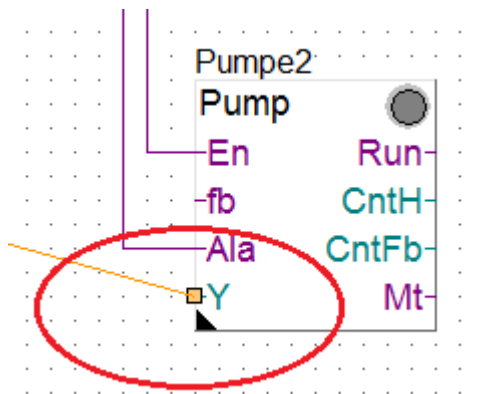 Pumpe2
Pump
En Run
fb CntH
Ala CntFb
Y Mt